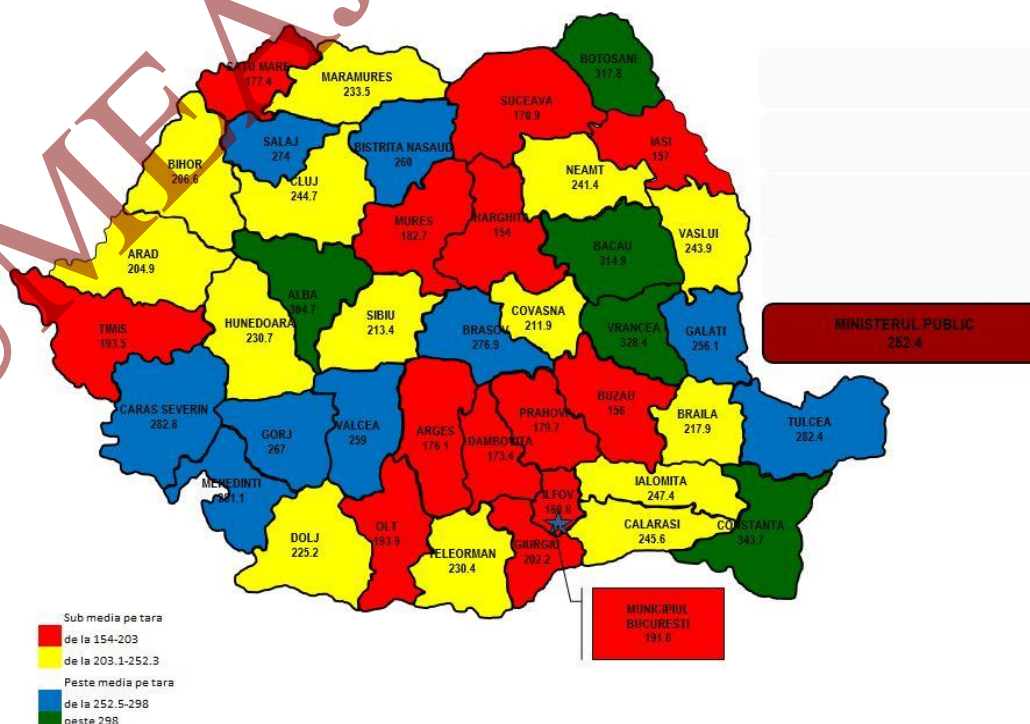 BOTOSANI
317.8
SATU MARE
177.4
MARAMURES
233.5
SUCEAVA
170.9
IASI
157
SALAJ
274
BISTRITA NASAUD
260
BIHOR
206.6
CLUJ
244.7
NEAMT
241.4
MURES
182.7
HARGHITA
154
BACAU
314.9
VASLUI
243.9
ARAD
204.9
ALBA
304.7
TIMIS
193.5
HUNEDOARA
230.7
SIBIU
213.4
BRASOV
276.9
COVASNA
211.9
VRANCEA
328.4
GALATI
256.1
MINISTERUL PUBLIC
252.4
CARAS SEVERIN
282.8
GORJ
267
VALCEA
259
ARGES
176.1
DAMBOVITA
173.4
PRAHOVA
179.7
BUZAU
156
BRAILA
217.9
TULCEA
282.4
MEHEDINTI
DOLJ
225.2
OLT
193.9
TELEORMAN
230.4
GIURGIU
202.2
ILFOV
IALOMITA
247.4
CALARASI
245.6
CONSTANTA
343.7
MUNICIPIUL
BUCURESTI
191.8
Sub media pe tara
de la 154-203
de la 203.1-252.3
Peste media pe tara
de la 252.5-298
peste 298